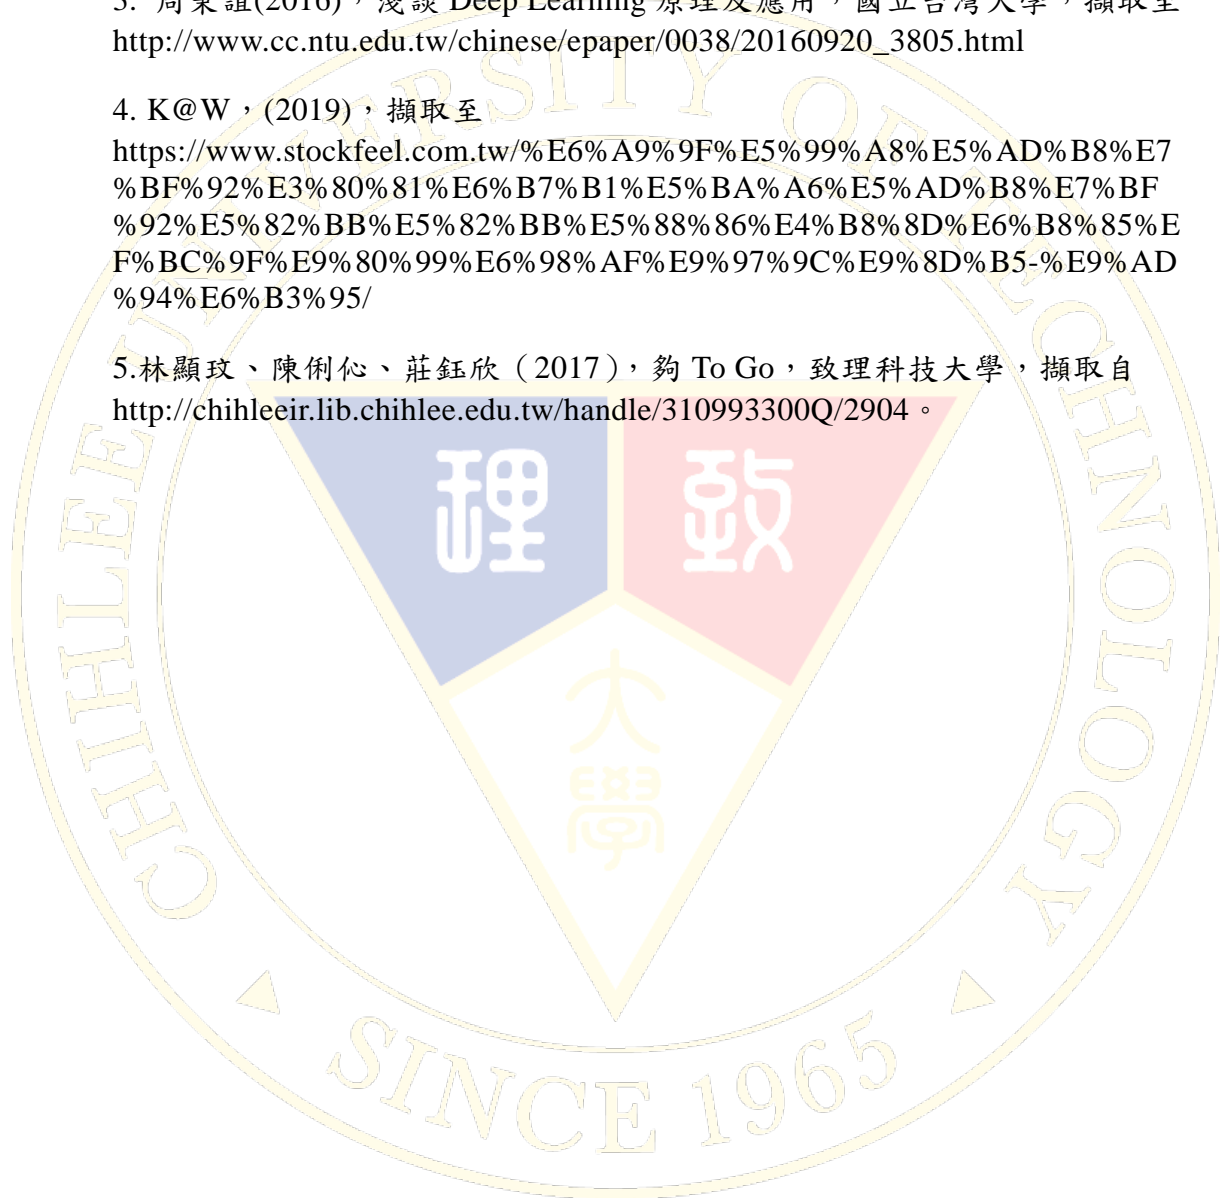 3. 周秉誼(2016)，淺談 Deep Learning 原理及應用，國立台灣大學，擷取至
http://www.cc.ntu.edu.tw/chinese/epaper/0038/20160920_3805.html
4. K@W，(2019)，擷取至
https://www.stockfeel.com.tw/%E6%A9%9F%E5%99%A8%E5%AD%B8%E7
%BF%92%E3%80%81%E6%B7%B1%E5%BA%A6%E5%AD%B8%E7%BF
%92%E5%82%BB%E5%82%BB%E5%88%86%E4%B8%8D%E6%B8%85%E
F%BC%9F%E9%80%99%E6%98%AF%E9%97%9C%E9%8D%B5-%E9%AD
%94%E6%B3%95/
5.林顯玟、陳俐伈、莊鈺欣（2017），夠 To Go，致理科技大學，擷取自
http://chihleeir.lib.chihlee.edu.tw/handle/310993300Q/2904。
CHIHLEE UNIVERSITY OF TECHNOLOGY
理 致
大
學
SINCE 1965